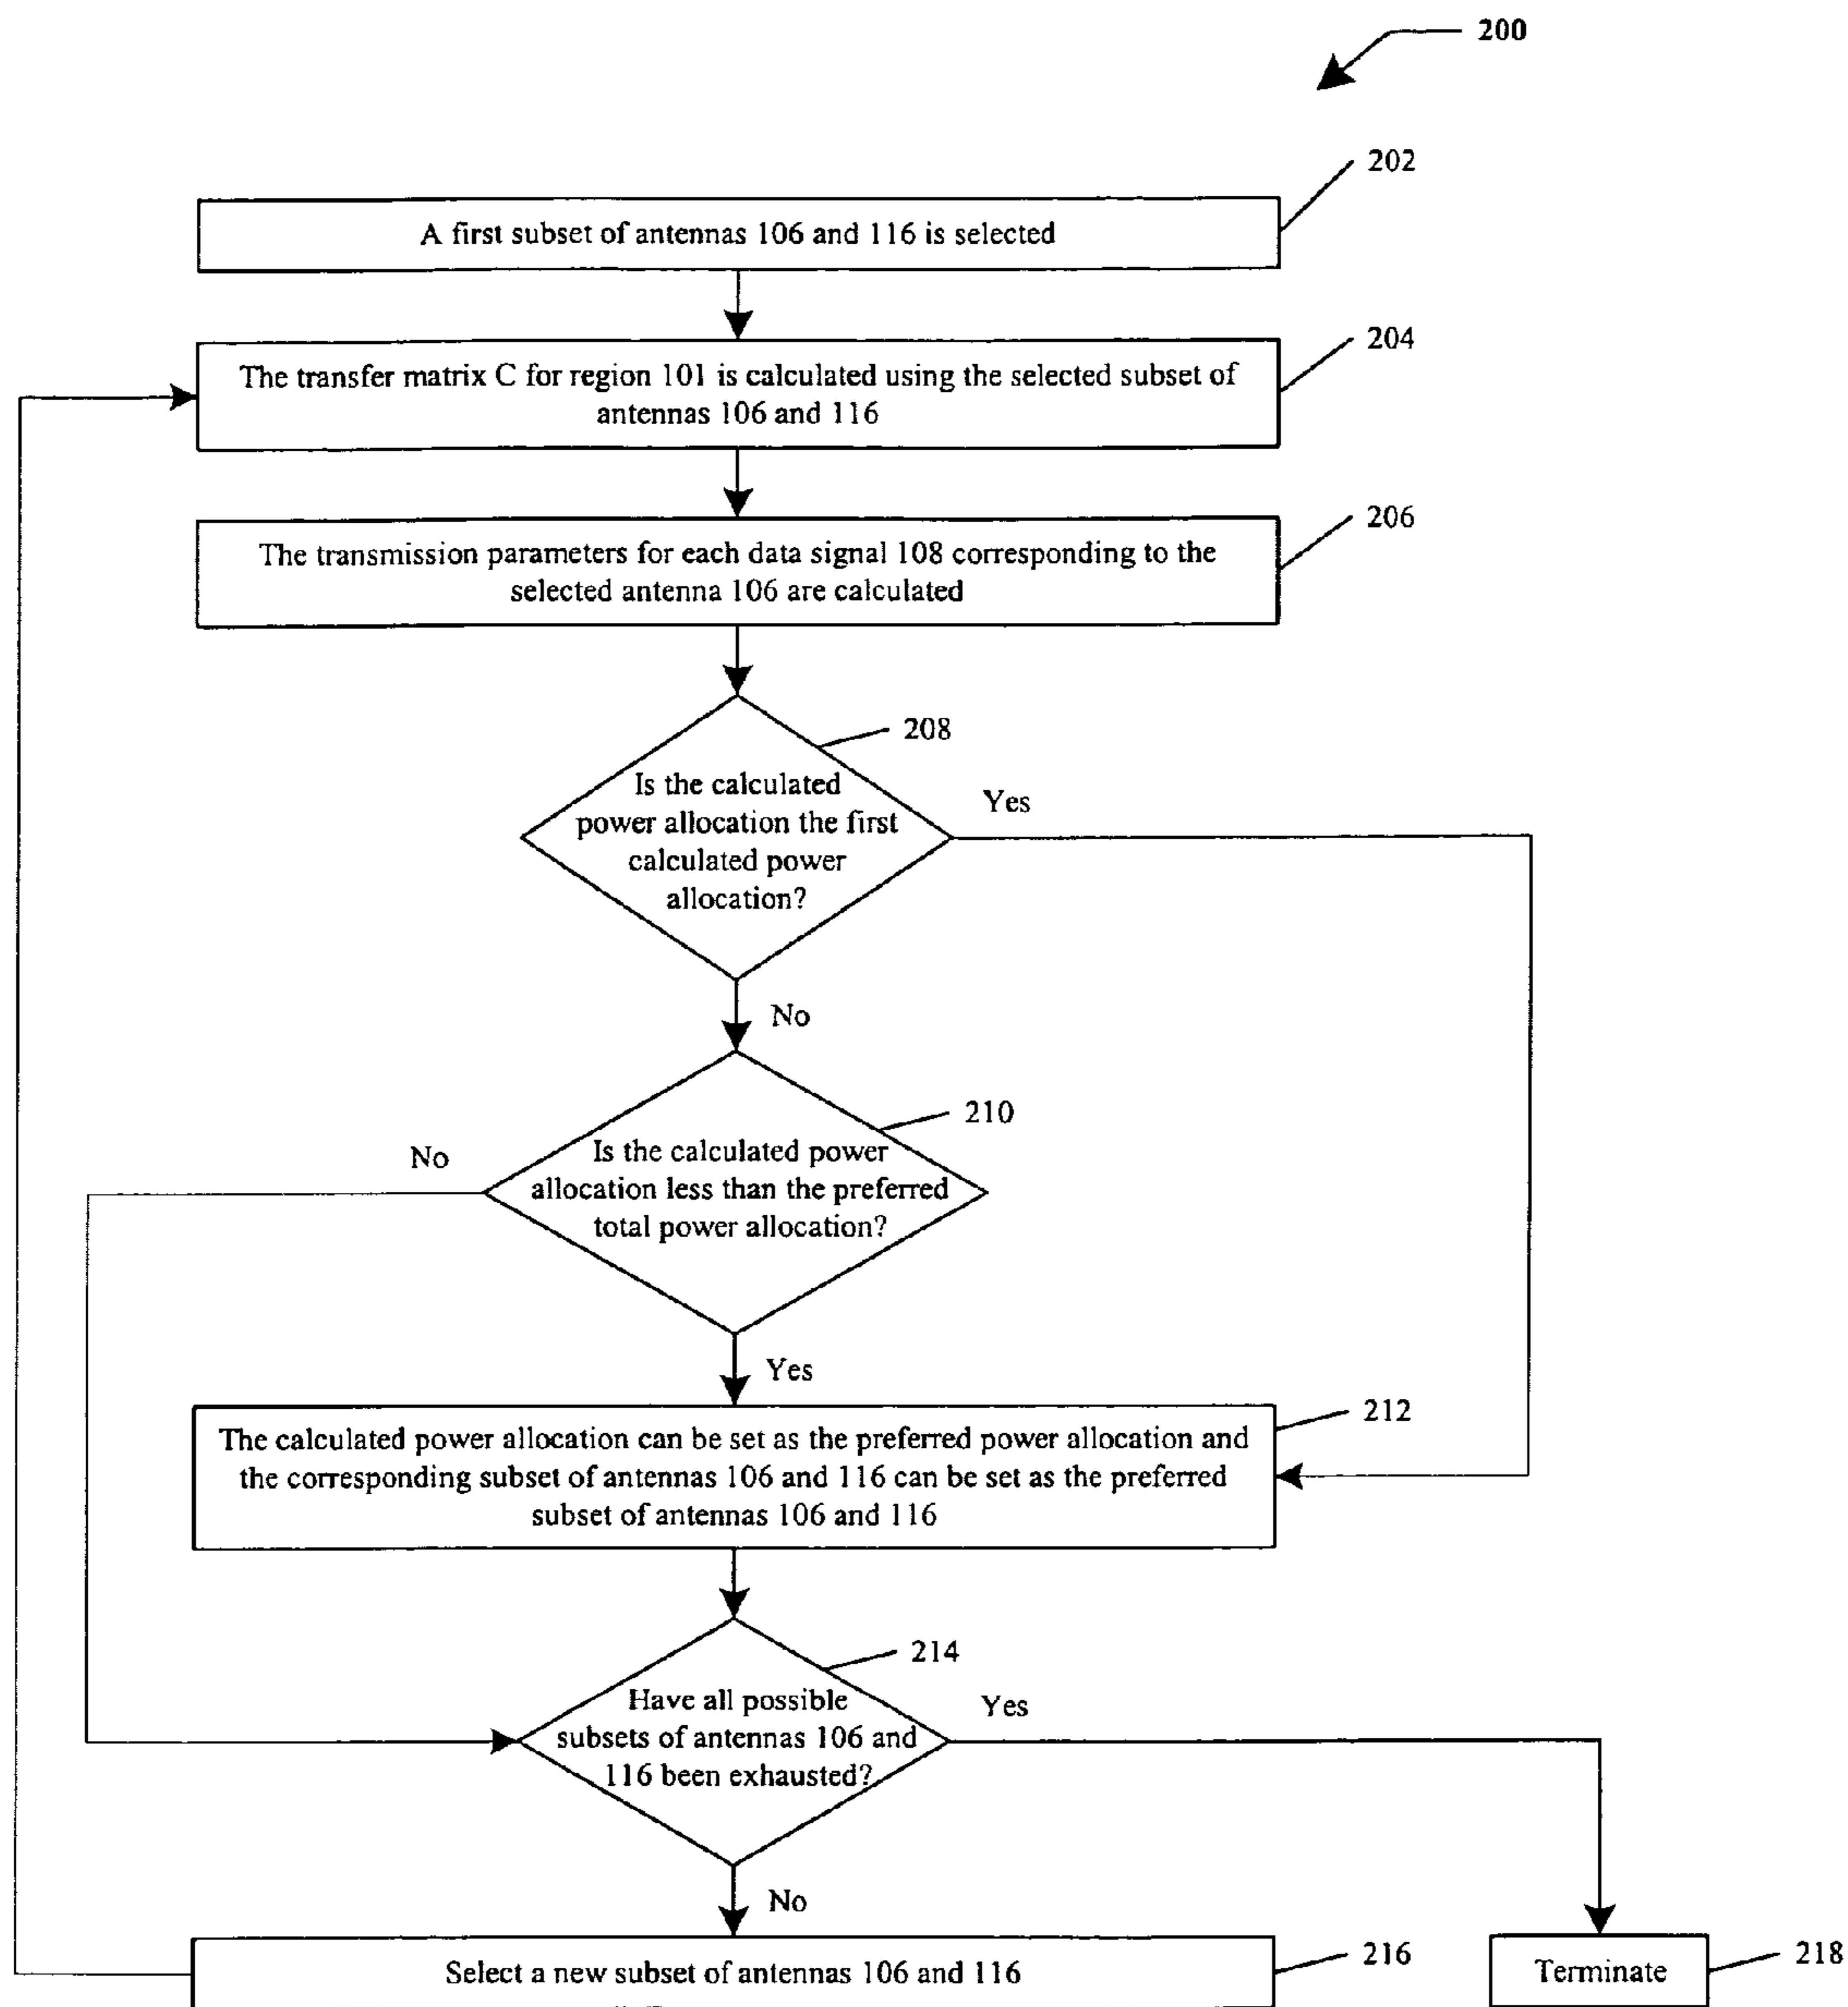 200
202
A first subset of antennas 106 and 116 is selected
204
The transfer matrix C for region 101 is calculated using the selected subset of
antennas 106 and 116
206
The transmission parameters for each data signal 108 corresponding to the
selected antenna 106 are calculated
208
Is the calculated
power allocation the first
calculated power
allocation?
Yes
No
210
Is the calculated power
allocation less than the preferred
total power allocation?
No
Yes
212
The calculated power allocation can be set as the preferred power allocation and
the corresponding subset of antennas 106 and 116 can be set as the preferred
subset of antennas 106 and 116
214
Have all possible
subsets of antennas 106 and
116 been exhausted?
Yes
No
216
Select a new subset of antennas 106 and 116
Terminate
218